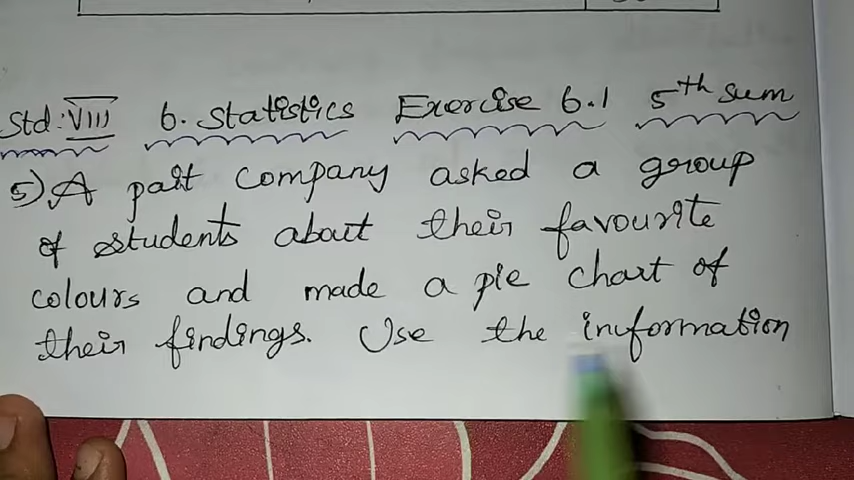 Std: VIII 6. Statistics Exercise 6.1 5th sum
5) A paint company asked a group
of students about their favourite
colours and made a pie chart of
their findings. Use the information